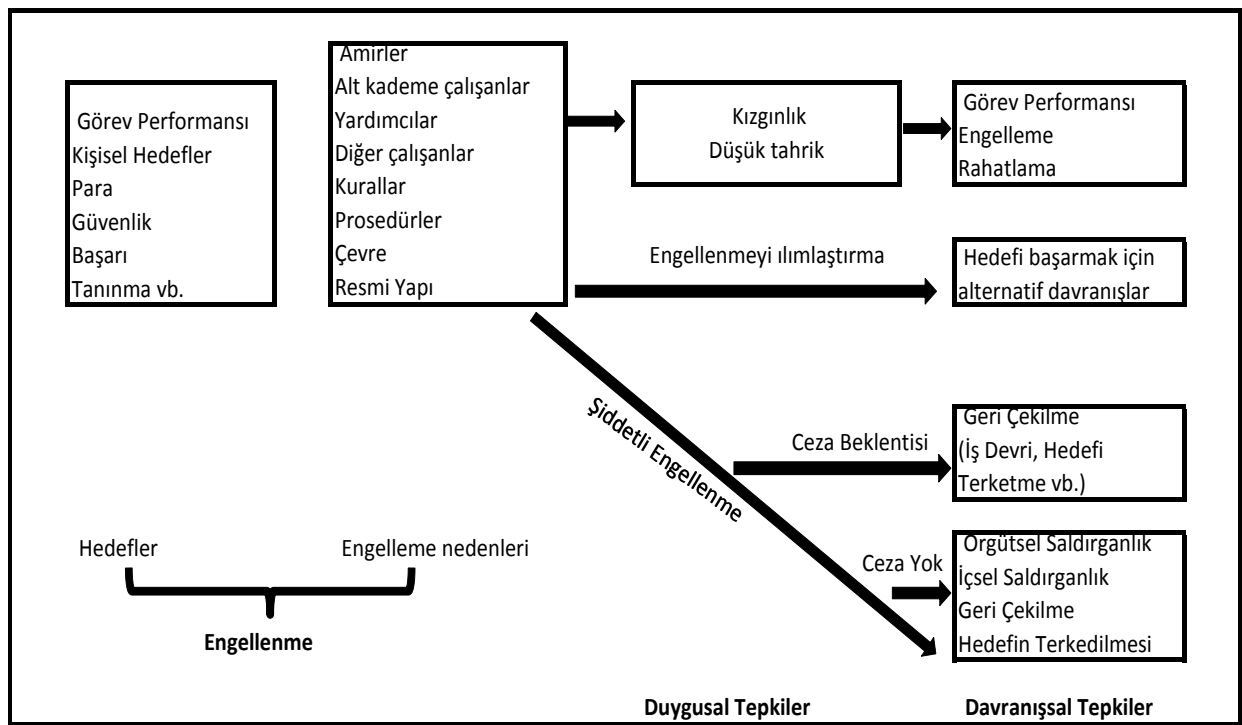 Görev Performansı
Kişisel Hedefler
Para
Güvenlik
Başarı
Tanınma vb.
Amirler
Alt kademe çalışanlar
Yardımcılar
Diğer çalışanlar
Kurallar
Prosedürler
Çevre
Resmi Yapı
Kızgınlık
Düşük tahrik
Görev Performansı
Engelleme
Rahatlama
Engellenmeyi ılımlaştırma
Hedefi başarmak için
alternatif davranışlar
Şiddetli Engellenme
Ceza Beklentisi
Geri Çekilme
(İş Devri, Hedefi
Terketme vb.)
Ceza Yok
Örgütsel Saldırganlık
İçsel Saldırganlık
Geri Çekilme
Hedefin Terkedilmesi
Hedefler
Engelleme nedenleri
Engellenme
Duygusal Tepkiler
Davranışsal Tepkiler